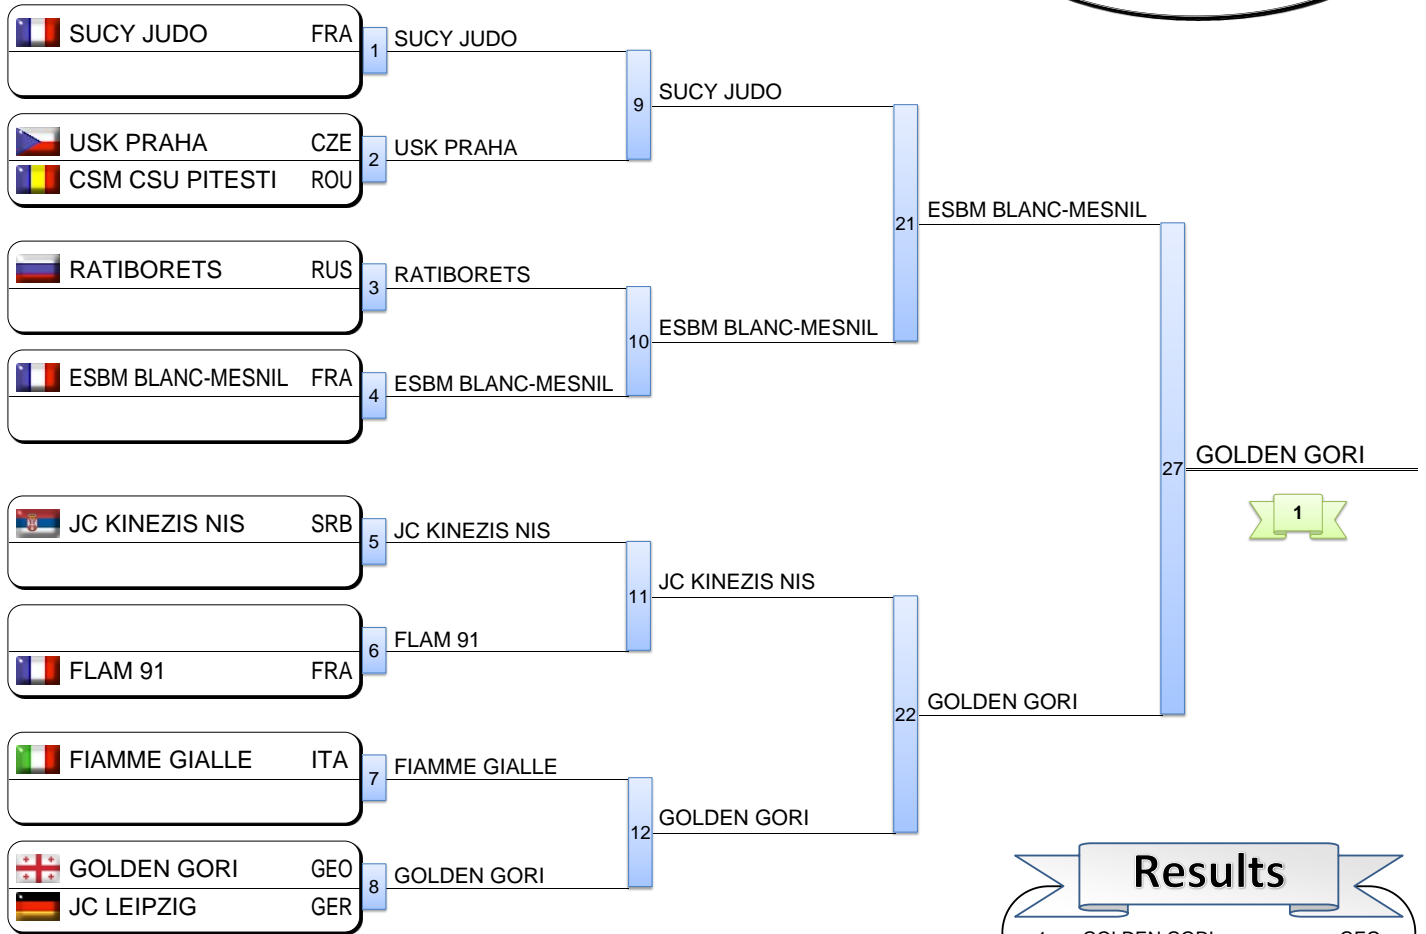 SUCY JUDO FRA
1 SUCY JUDO
9 SUCY JUDO
USK PRAHA CZE
2 USK PRAHA
CSM CSU PITESTI ROU
21 ESBM BLANC-MESNIL
RATIBORETS RUS
3 RATIBORETS
10 ESBM BLANC-MESNIL
ESBM BLANC-MESNIL FRA
4 ESBM BLANC-MESNIL
27 GOLDEN GORI
1
JC KINEZIS NIS SRB
5 JC KINEZIS NIS
11 JC KINEZIS NIS
6 FLAM 91
FLAM 91 FRA
22 GOLDEN GORI
FIAMME GIALLE ITA
7 FIAMME GIALLE
12 GOLDEN GORI
GOLDEN GORI GEO
8 GOLDEN GORI
JC LEIPZIG GER
Results
1 GOLDEN GORI GEO